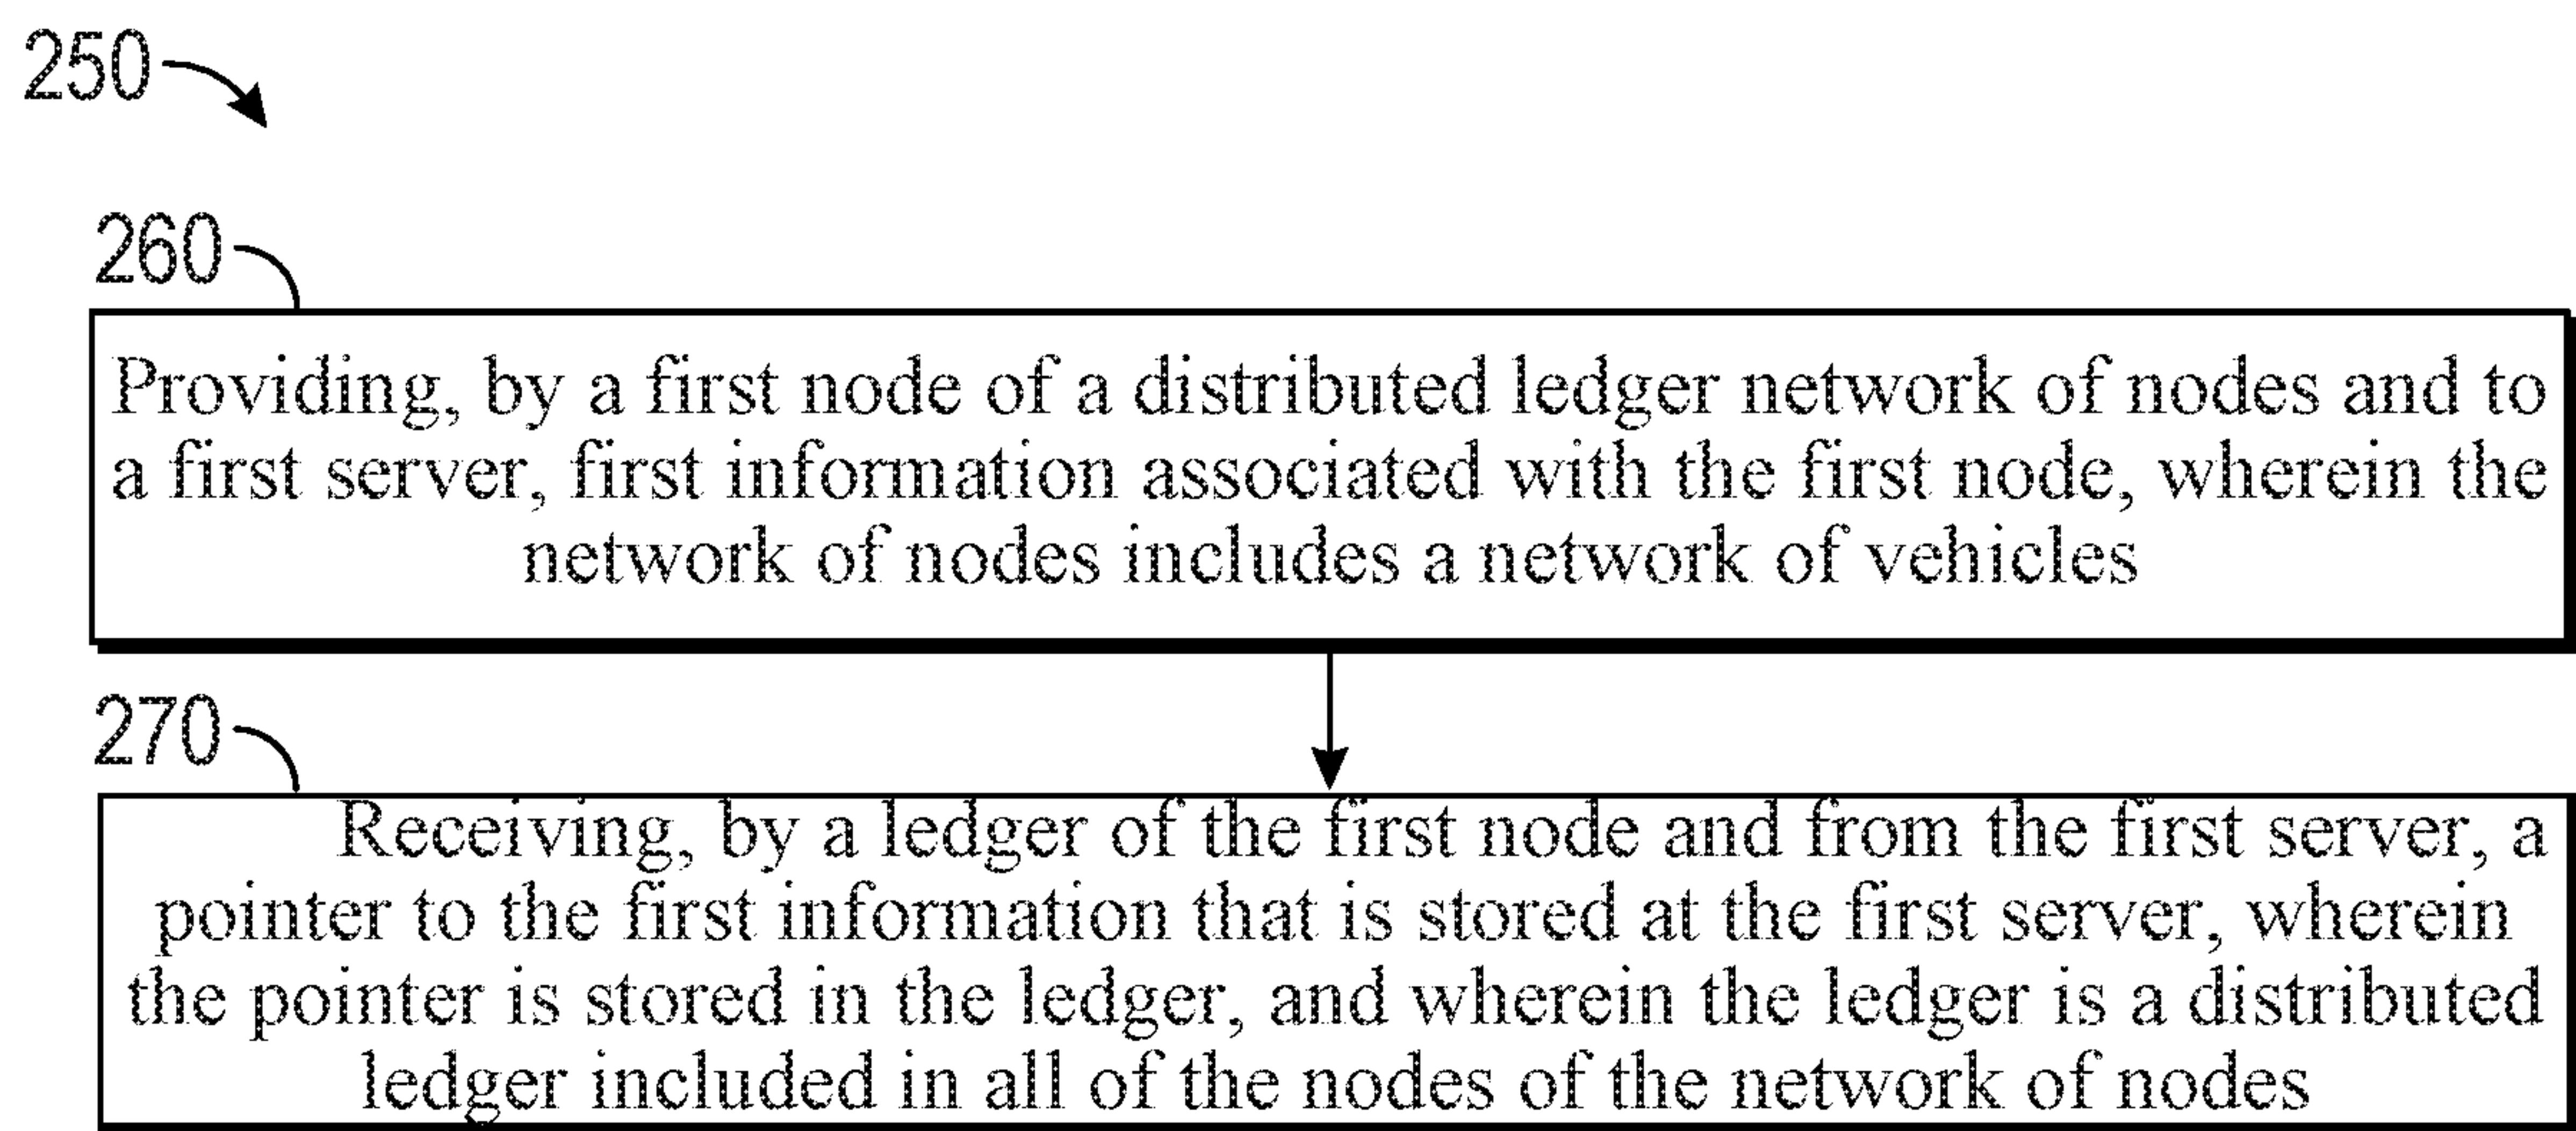 250
260
Providing, by a first node of a distributed ledger network of nodes and to
a first server, first information associated with the first node, wherein the
network of nodes includes a network of vehicles
270
Receiving, by a ledger of the first node and from the first server, a
pointer to the first information that is stored at the first server, wherein
the pointer is stored in the ledger, and wherein the ledger is a distributed
ledger included in all of the nodes of the network of nodes